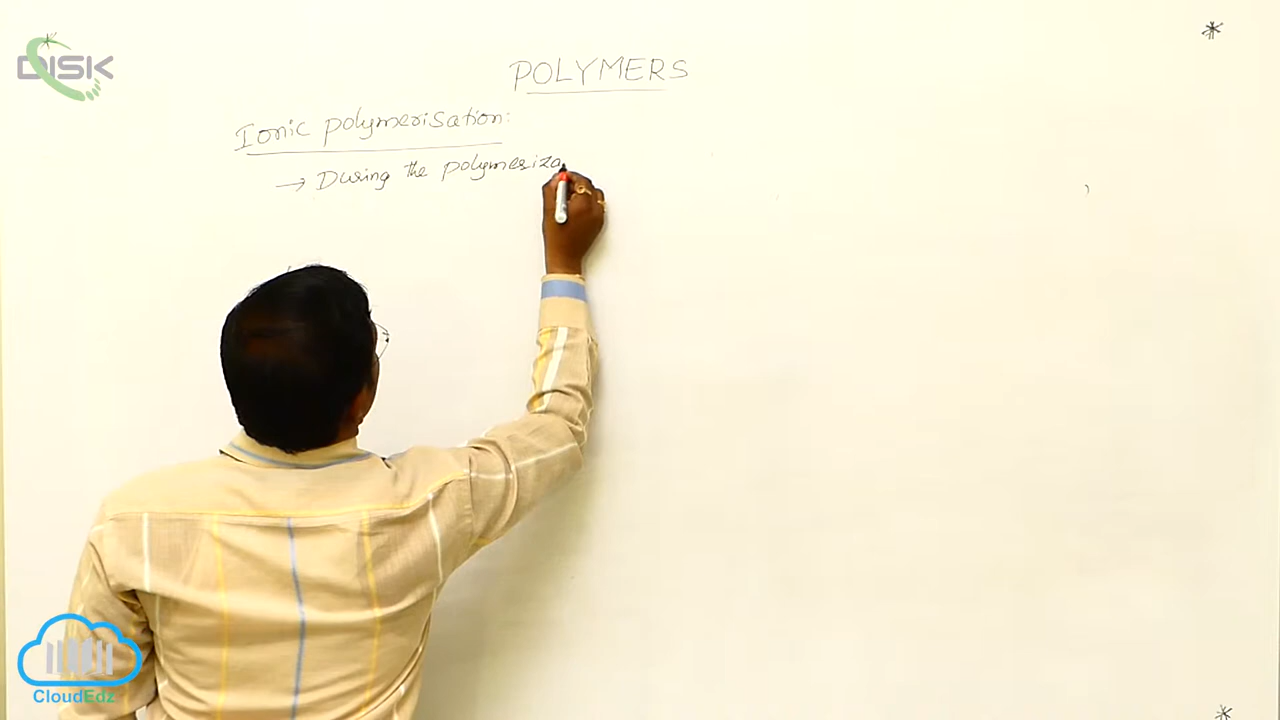 DISK
POLYMERS
Ionic polymerisation:
→ During the polymeriza
CloudEdz